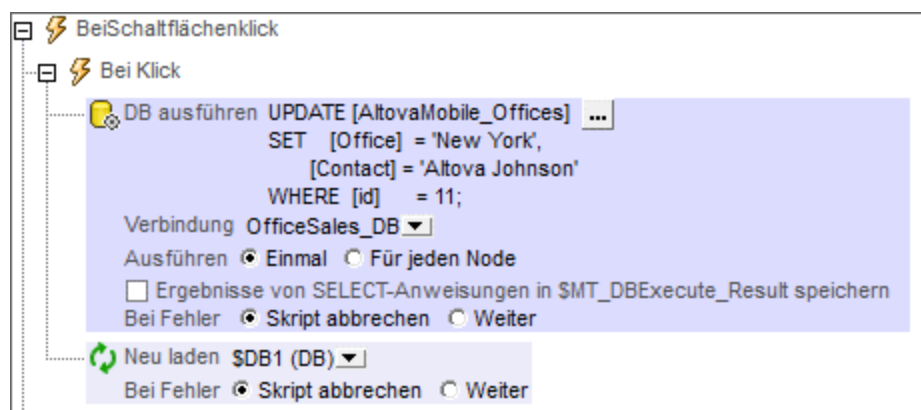 BeiSchaltflächenklick
Bei Klick
DB ausführen UPDATE [AltovaMobile_Offices] ...
SET [Office] = 'New York',
[Contact] = 'Altova Johnson'
WHERE [id] = 11;
Verbindung OfficeSales_DB
Ausführen Einmal Für jeden Node
Ergebnisse von SELECT-Anweisungen in $MT_DBExecute_Result speichern
Bei Fehler Skript abbrechen Weiter
Neu laden $DB1 (DB)
Bei Fehler Skript abbrechen Weiter